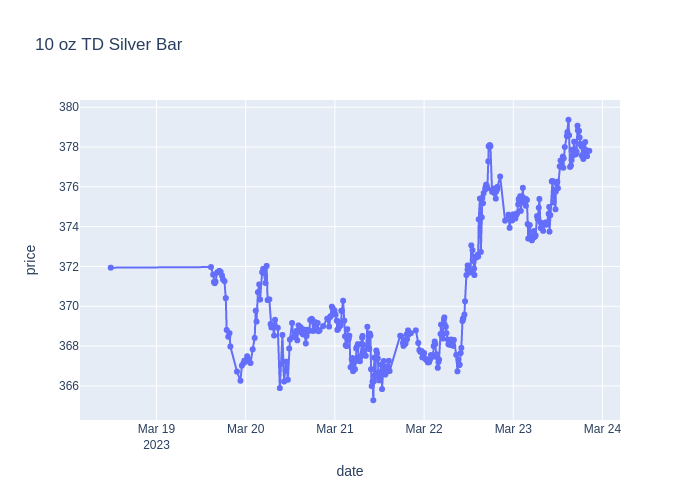 10 oz TD Silver Bar
380
378
376
374
372
370
368
366
price
Mar 19
2023
Mar 20
Mar 21
Mar 22
Mar 23
Mar 24
date